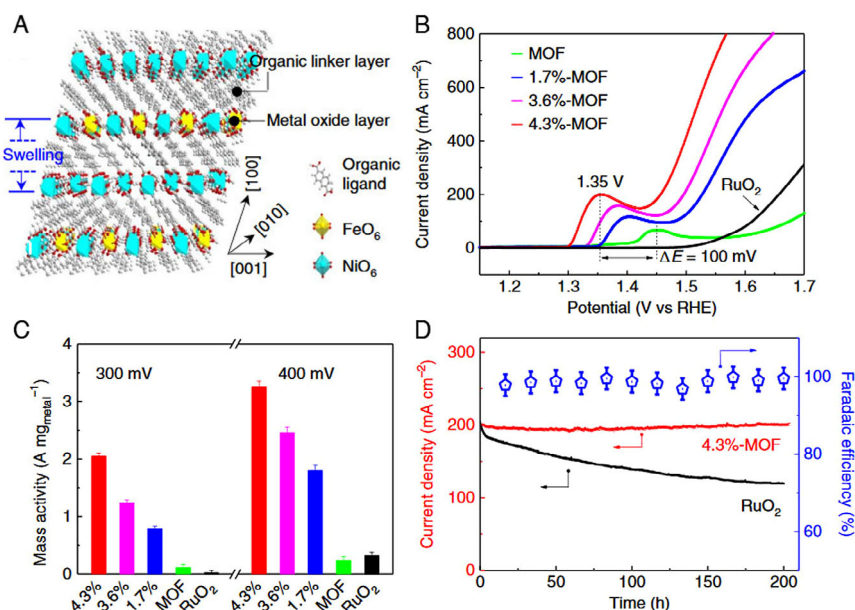 A
Organic linker layer
Metal oxide layer
Swelling
[100]
[010]
[001]
Organic
ligand
FeO₆
NiO₆
B
Current density (mA cm⁻²)
800
600
400
200
0
MOF
1.7%-MOF
3.6%-MOF
4.3%-MOF
1.35 V
RuO₂
ΔE = 100 mV
1.2 1.3 1.4 1.5 1.6 1.7
Potential (V vs RHE)
C
Mass activity (A mgmetal⁻¹)
4
3
2
1
0
300 mV
400 mV
4.3% 3.6% 1.7% MOF RuO₂ 4.3% 3.6% 1.7% MOF RuO₂
D
Current density (mA cm⁻²)
300
200
100
0
4.3%-MOF
RuO₂
100
80
60
Faradaic efficiency
(%)
0 50 100 150 200
Time (h)